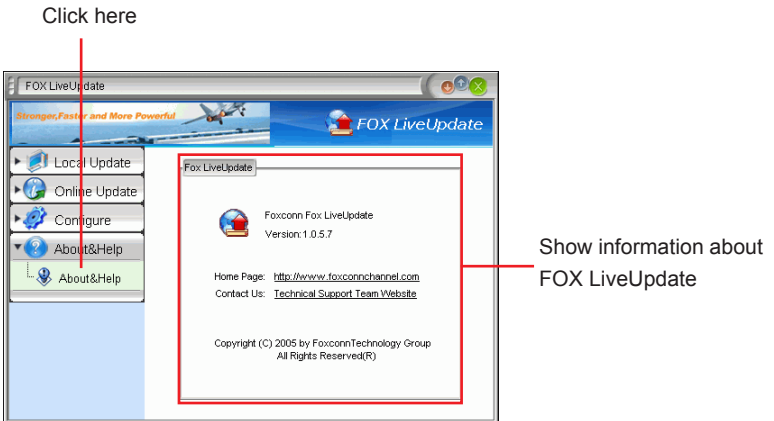 Click here
FOX LiveUpdate
Stronger,Faster and More Powerful
FOX LiveUpdate
Local Update
Online Update
Configure
About&Help
About&Help
Fox LiveUpdate
Foxconn Fox LiveUpdate
Version:1.0.5.7
Home Page: http://www.foxconnchannel.com
Contact Us: Technical Support Team Website
Copyright (C) 2005 by FoxconnTechnology Group
All Rights Reserved(R)
Show information about
FOX LiveUpdate